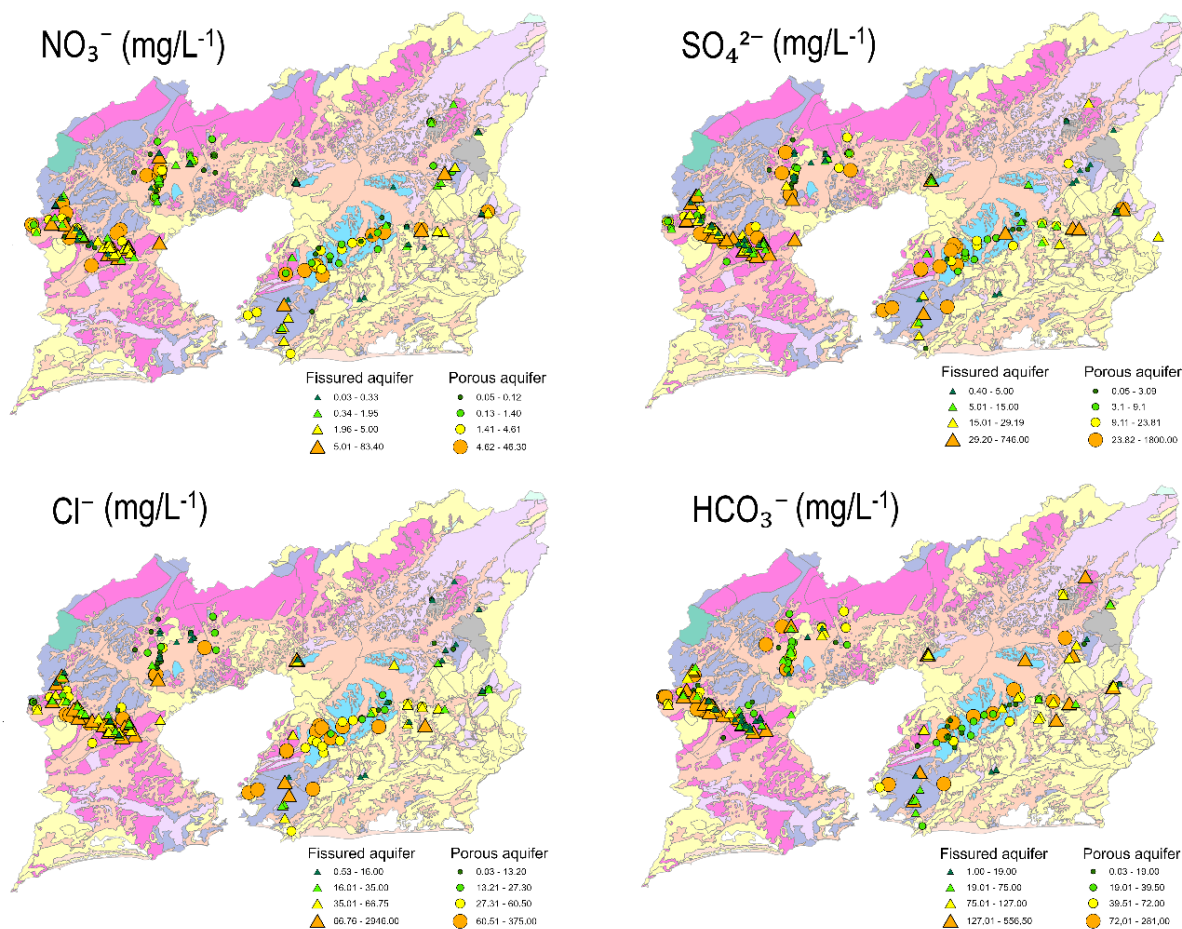 NO₃⁻ (mg/L⁻¹)
Fissured aquifer Porous aquifer
0.03 - 0.33 0.05 - 0.12
0.34 - 1.95 0.13 - 1.40
1.96 - 5.00 1.41 - 4.61
5.01 - 83.40 4.62 - 46.30
SO₄²⁻ (mg/L⁻¹)
Fissured aquifer Porous aquifer
0.40 - 5.00 0.05 - 3.09
5.01 - 15.00 3.1 - 9.1
15.01 - 29.19 9.11 - 23.81
29.20 - 746.00 23.82 - 1800.00
Cl⁻ (mg/L⁻¹)
Fissured aquifer Porous aquifer
0.53 - 16.00 0.03 - 13.20
16.01 - 35.00 13.21 - 27.30
35.01 - 66.75 27.31 - 60.50
66.76 - 2946.00 60.51 - 375.00
HCO₃⁻ (mg/L⁻¹)
Fissured aquifer Porous aquifer
1.00 - 19.00 0.03 - 19.00
19.01 - 75.00 19.01 - 39.50
75.01 - 127.00 39.51 - 72.00
127,01 - 556,50 72,01 - 281,00